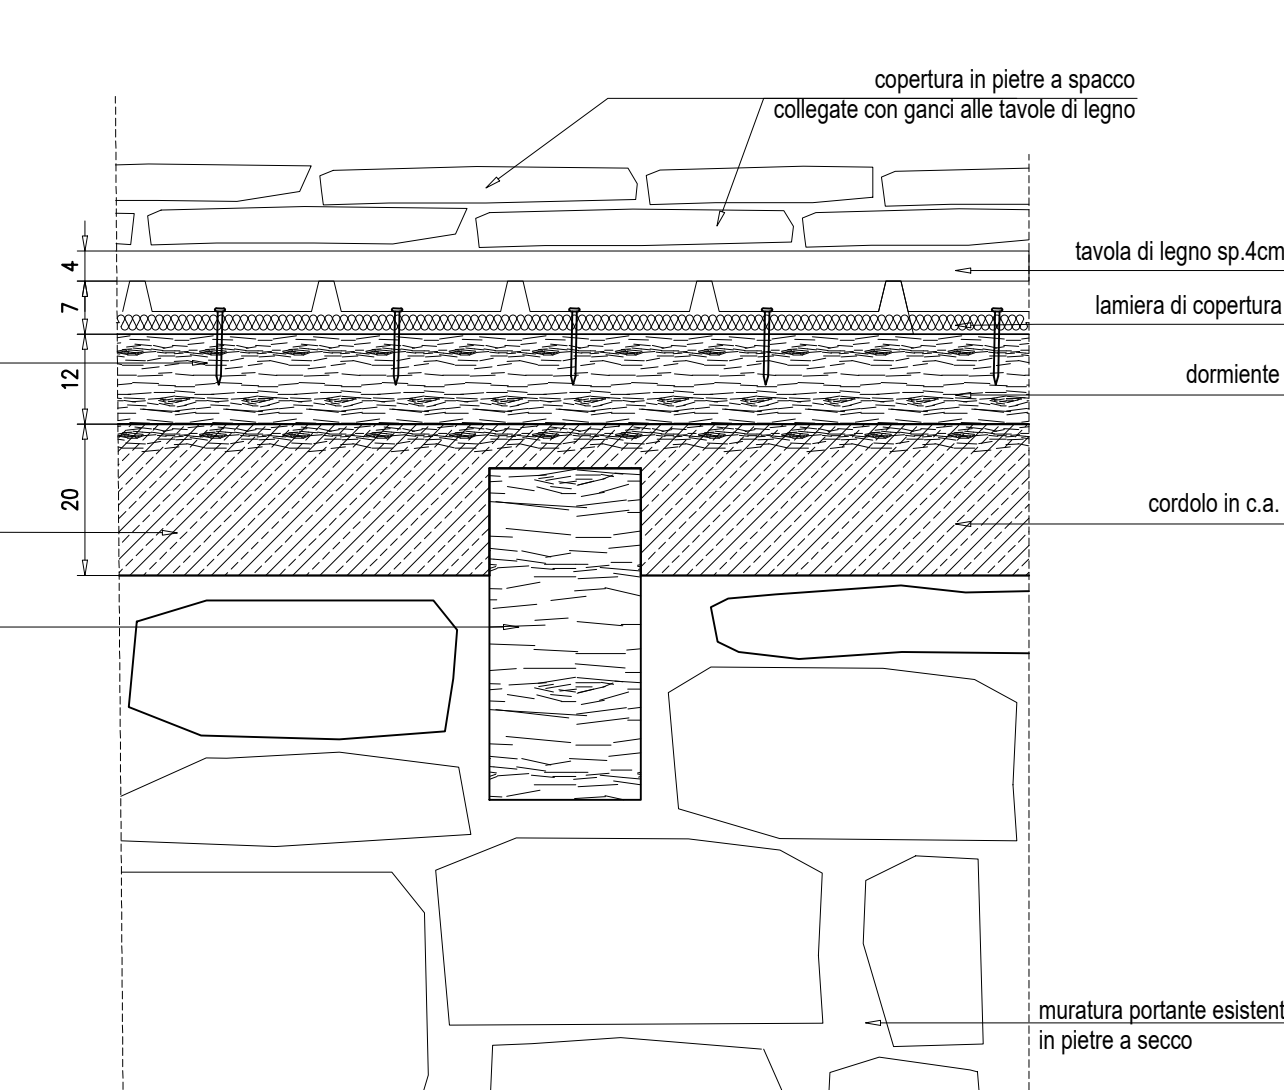 copertura in pietre a spacco
collegate con ganci alle tavole di legno
tavola di legno sp.4cm
4
lamiera di copertura
7
dormiente
12
cordolo in c.a.
20
muratura portante esistent
in pietre a secco